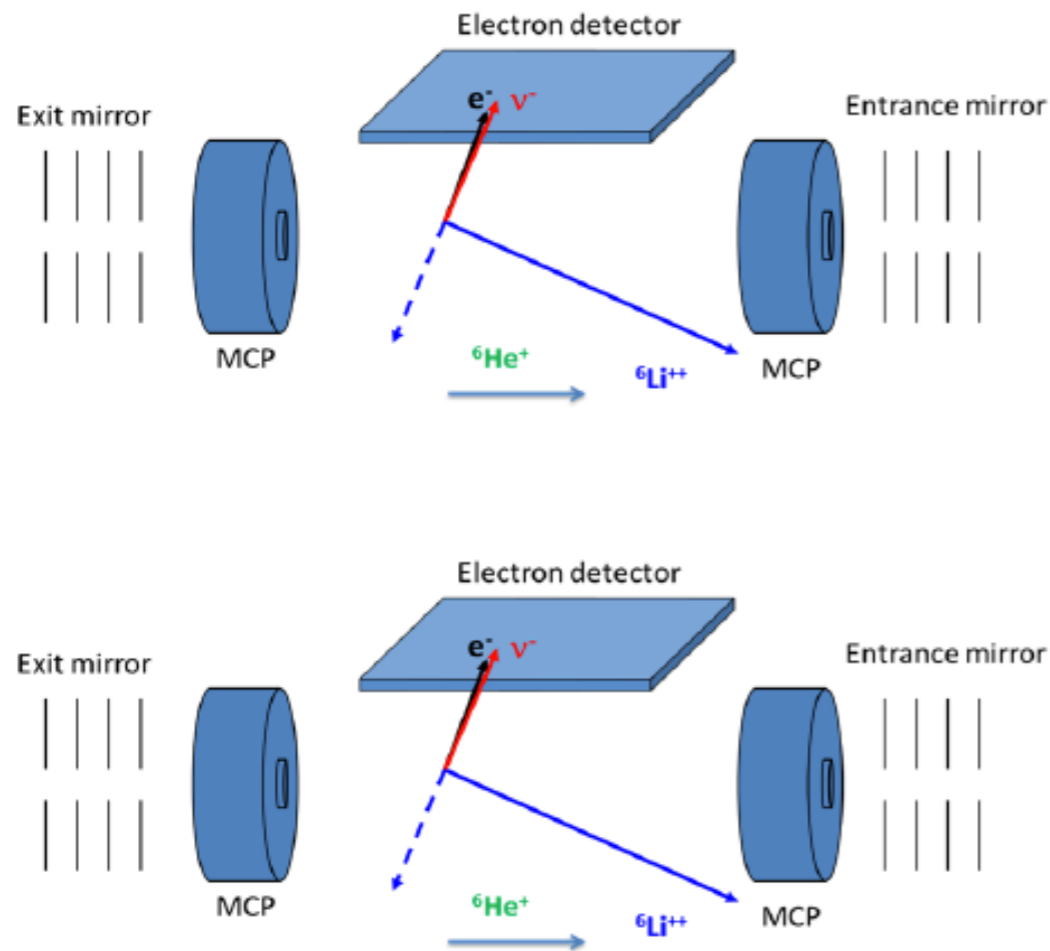 Electron detector
Exit mirror
e⁻ ν⁻
Entrance mirror
MCP
⁶He⁺
⁶Li⁺⁺
MCP
Electron detector
Exit mirror
e⁻ ν⁻
Entrance mirror
MCP
⁶He⁺
⁶Li⁺⁺
MCP